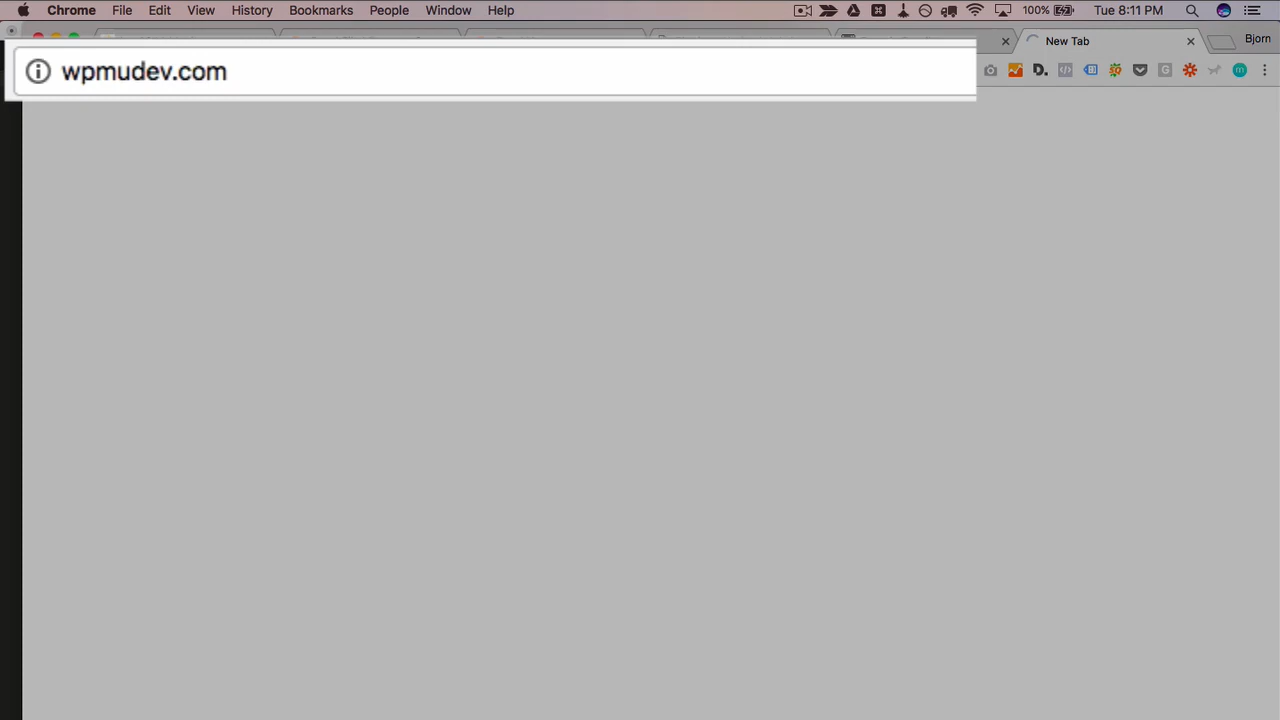 Chrome File Edit View History Bookmarks People Window Help 100% Tue 8:11 PM
New Tab Bjorn
wpmudev.com